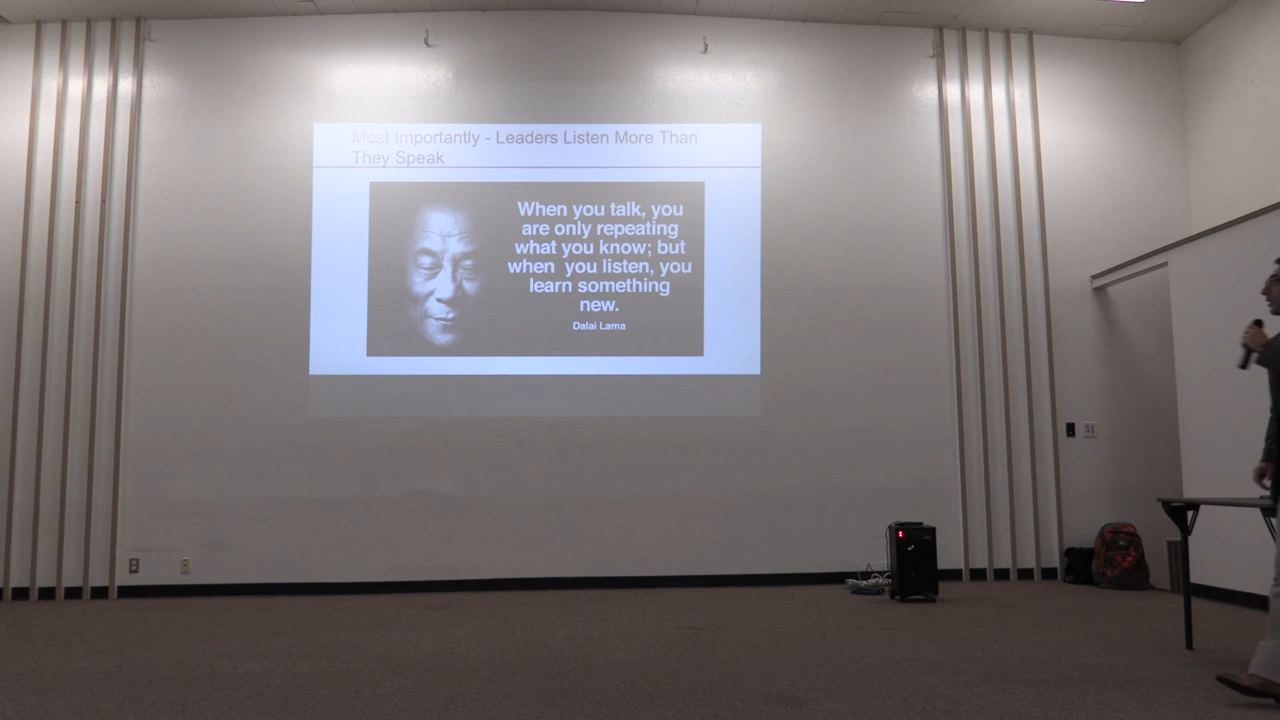 Most Importantly - Leaders Listen More Than
They Speak
When you talk, you
are only repeating
what you know; but
when  you listen, you
learn something
new.
Dalai Lama